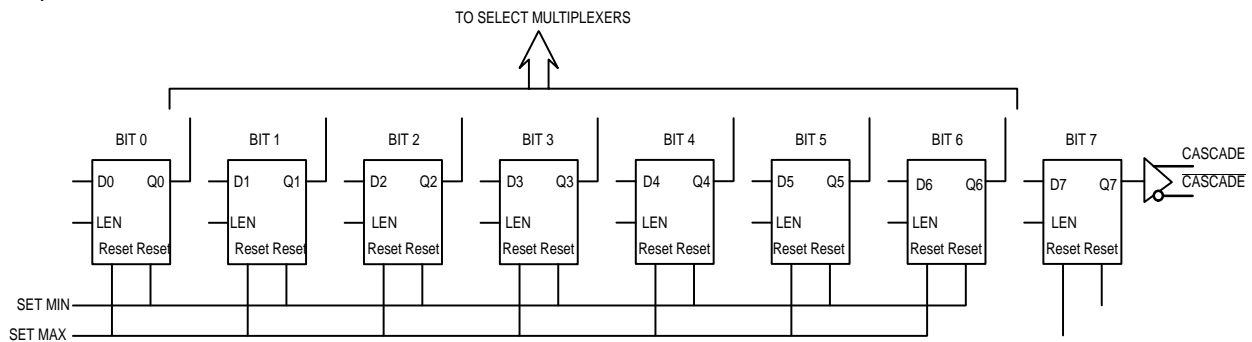 TO SELECT MULTIPLEXERS
BIT 0 BIT 1 BIT 2 BIT 3 BIT 4 BIT 5 BIT 6 BIT 7
CASCADE
CASCADE
D0 Q0 D1 Q1 D2 Q2 D3 Q3 D4 Q4 D5 Q5 D6 Q6 D7 Q7
LEN LEN LEN LEN LEN LEN LEN LEN
Reset Reset Reset Reset Reset Reset Reset Reset Reset Reset Reset Reset Reset Reset Reset Reset
SET MIN
SET MAX